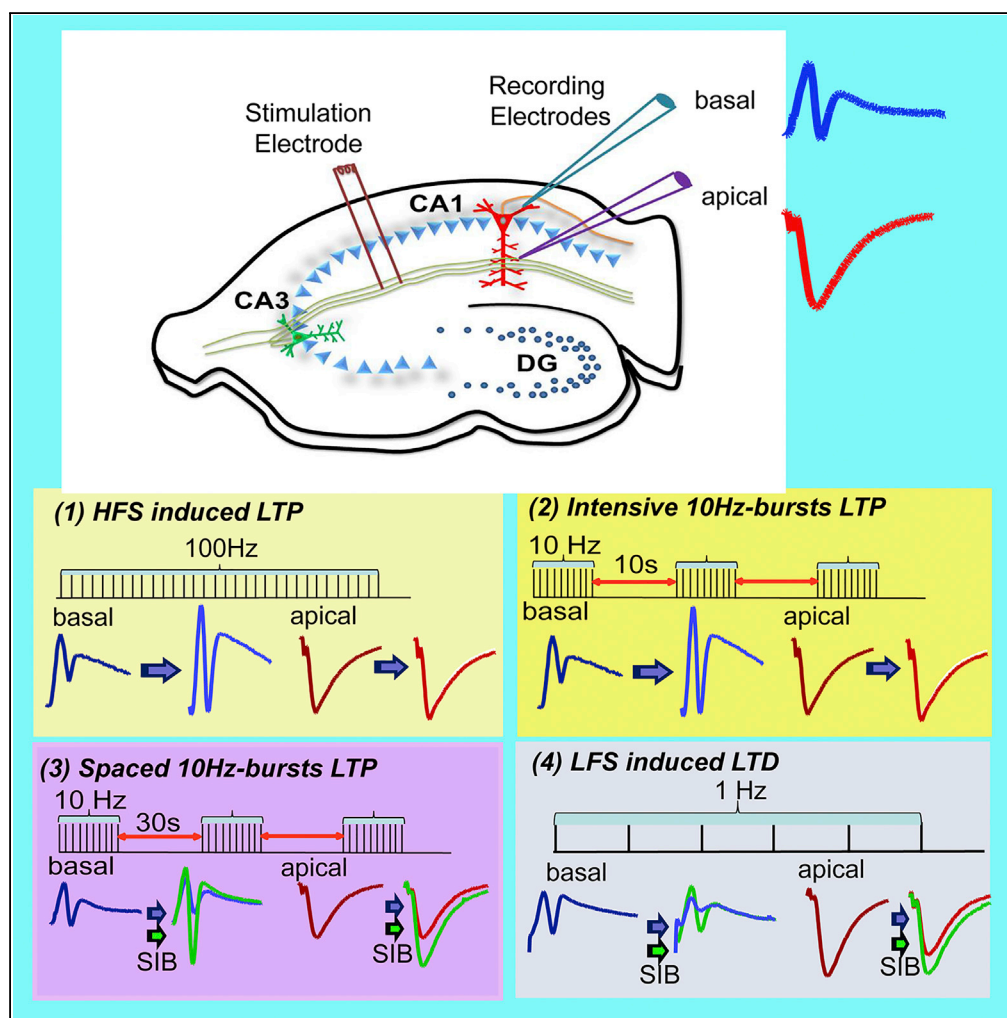 Stimulation
Electrode
Recording
Electrodes
basal
apical
CA1
CA3
DG
(1) HFS induced LTP
100Hz
basal
apical
(2) Intensive 10Hz-bursts LTP
10 Hz
10s
basal
apical
(3) Spaced 10Hz-bursts LTP
10 Hz
30s
basal
apical
SIB
SIB
(4) LFS induced LTD
1 Hz
basal
apical
SIB
SIB